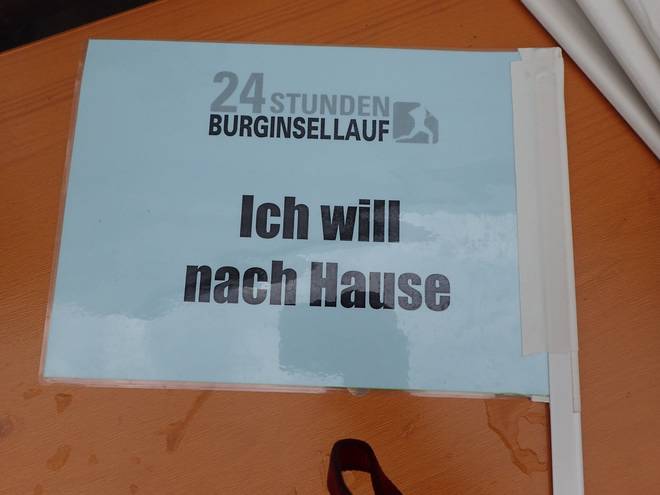 24 STUNDEN
BURGINSELLAUF
Ich will
nach Hause